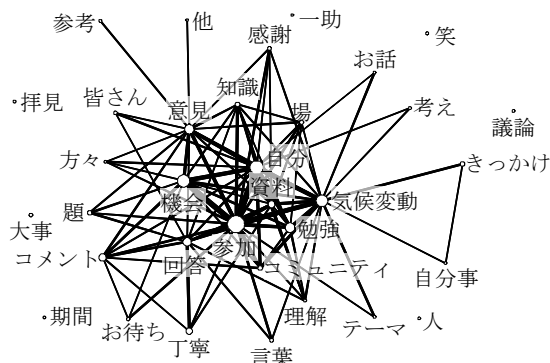 参考
他
一助
感謝
笑
お話
拝見
皆さん
意見
知識
場
考え
議論
方々
自分
きっかけ
資料
題
機会
気候変動
大事
参加
勉強
コメント
回答
コミュニティ
自分事
期間
お待ち
理解
テーマ
人
丁寧
言葉